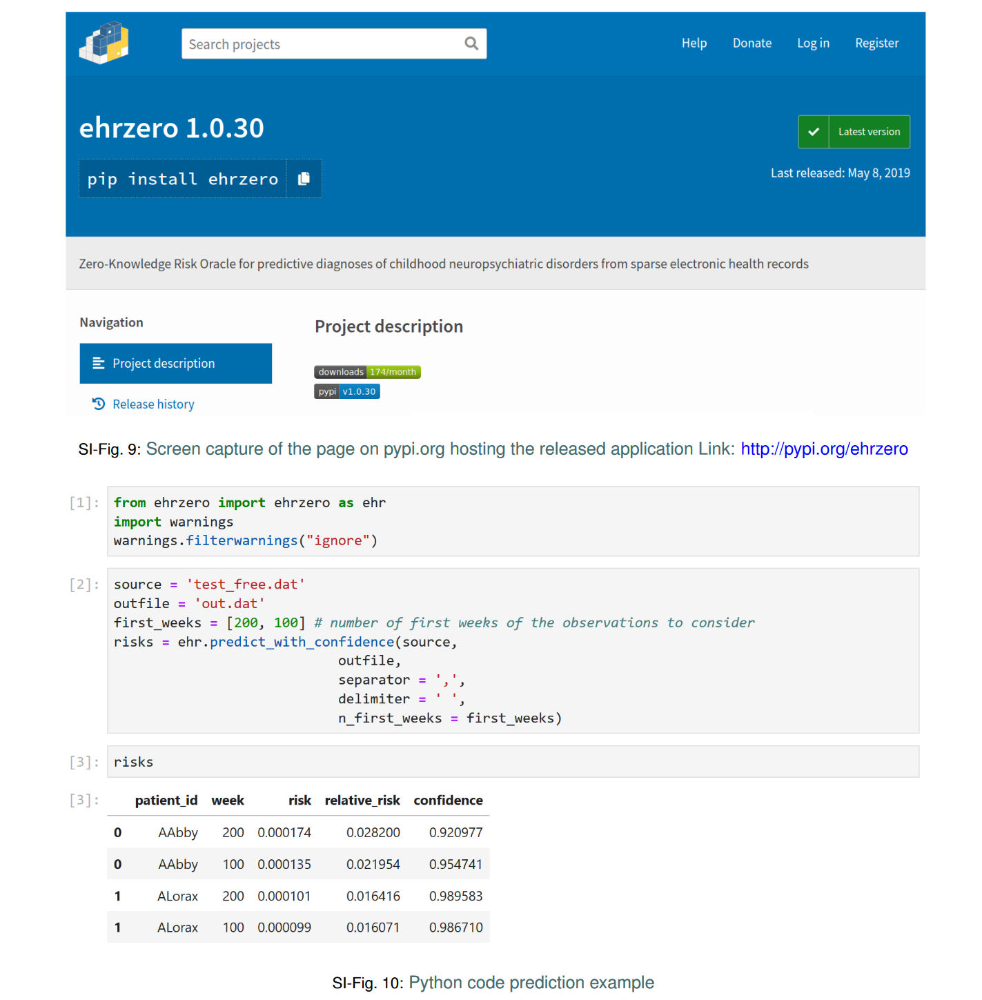 Search projects
Help Donate Log in Register
ehrzero 1.0.30
Latest version
pip install ehrzero
Last released: May 8, 2019
Zero-Knowledge Risk Oracle for predictive diagnoses of childhood neuropsychiatric disorders from sparse electronic health records
Navigation
Project description
Release history
Project description
downloads 174/month
pypi v1.0.30
SI-Fig. 9: Screen capture of the page on pypi.org hosting the released application Link: http://pypi.org/ehrzero
[1]: from ehrzero import ehrzero as ehr
import warnings
warnings.filterwarnings("ignore")
[2]: source = 'test_free.dat'
outfile = 'out.dat'
first_weeks = [200, 100] # number of first weeks of the observations to consider
risks = ehr.predict_with_confidence(source,
outfile,
separator = ',',
delimiter = ' ',
n_first_weeks = first_weeks)
[3]: risks
[3]: patient_id week risk relative_risk confidence
0 AAbby 200 0.000174 0.028200 0.920977
0 AAbby 100 0.000135 0.021954 0.954741
1 ALorax 200 0.000101 0.016416 0.989583
1 ALorax 100 0.000099 0.016071 0.986710
SI-Fig. 10: Python code prediction example